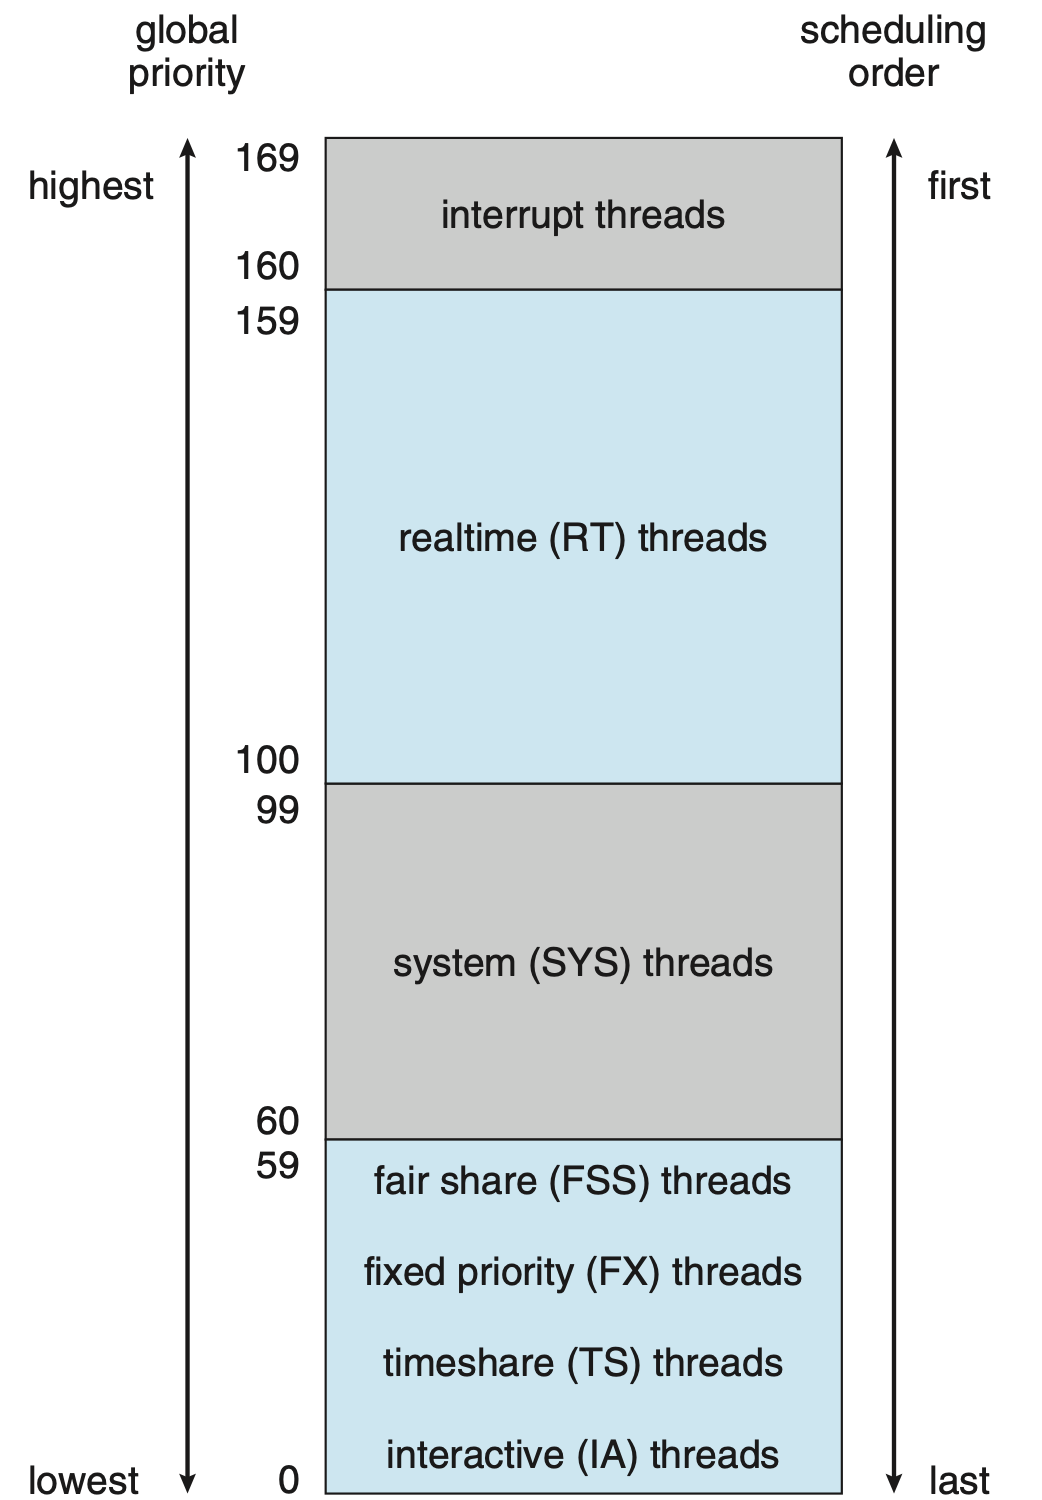 global
priority
scheduling
order
highest
169
interrupt threads
first
160
159
realtime (RT) threads
100
99
system (SYS) threads
60
59
fair share (FSS) threads
fixed priority (FX) threads
timeshare (TS) threads
interactive (IA) threads
lowest
0
last